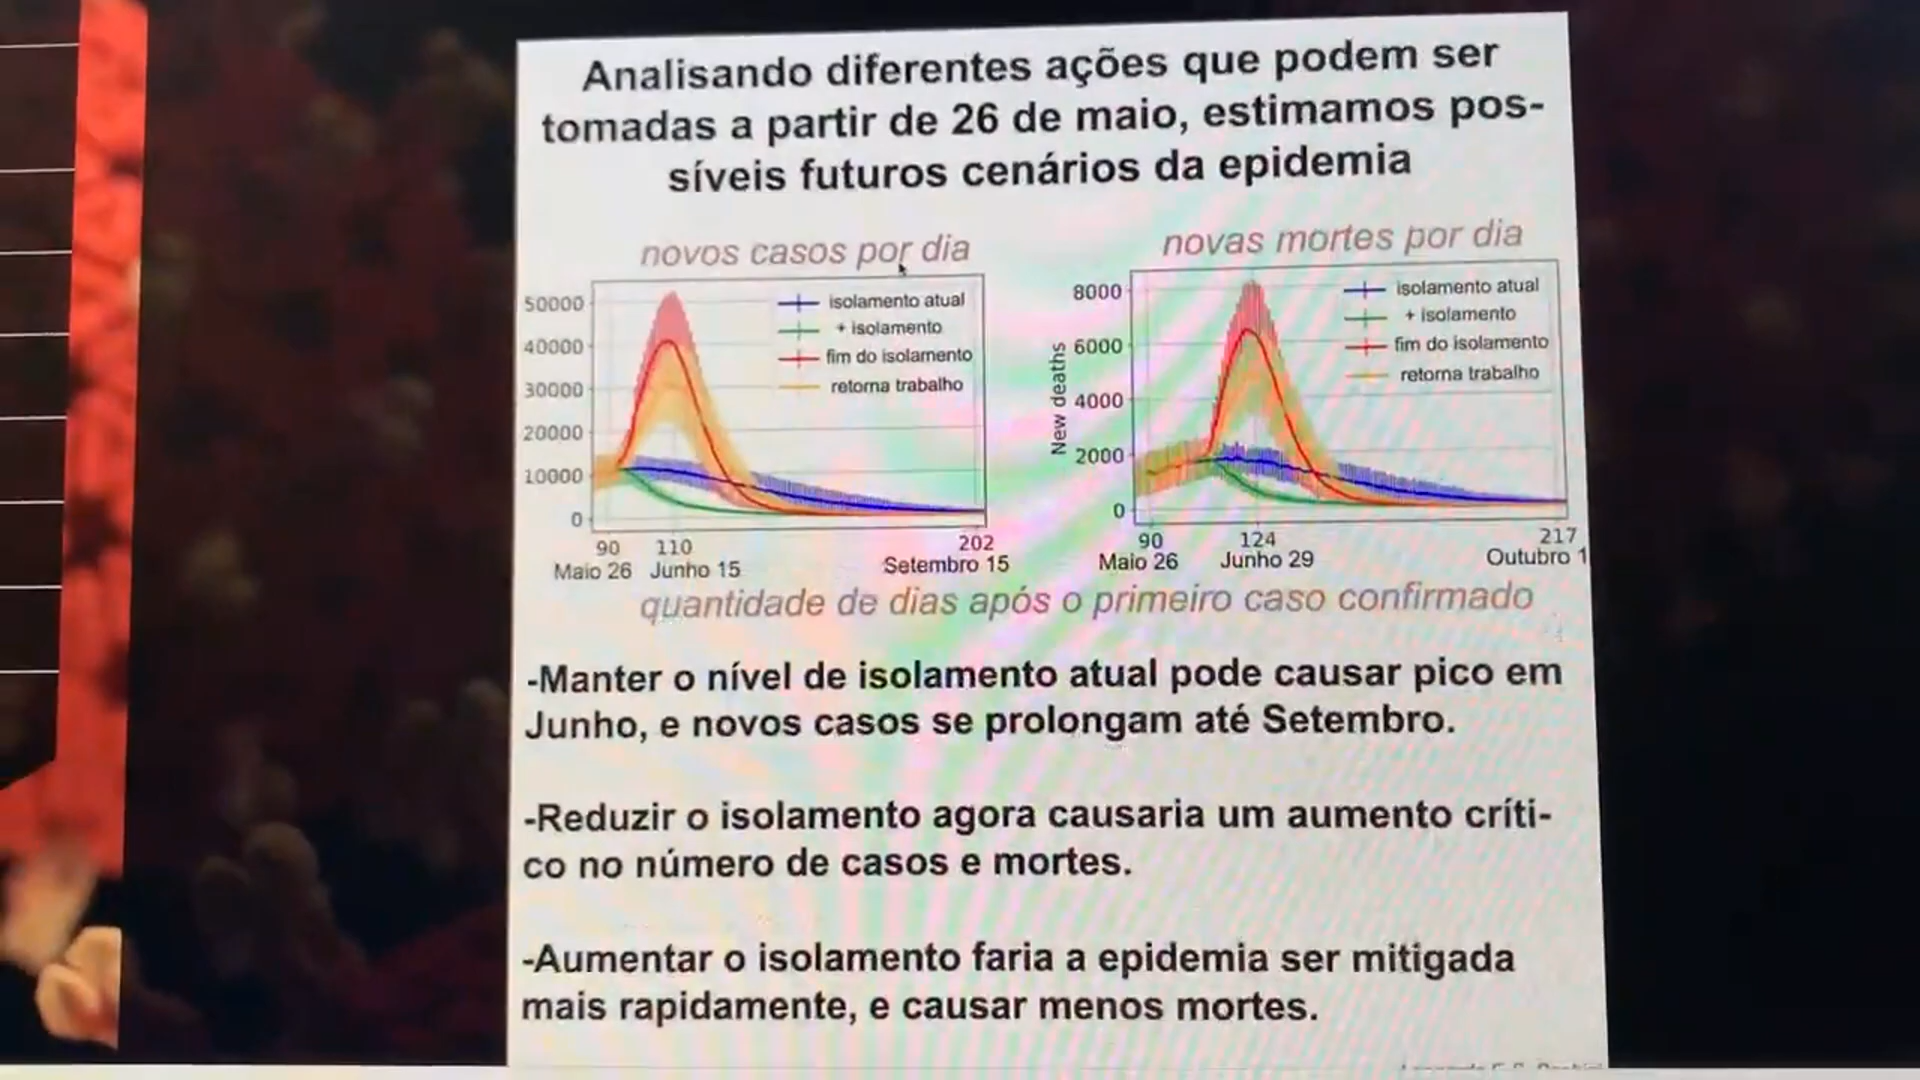 Analisando diferentes ações que podem ser
tomadas a partir de 26 de maio, estimamos pos-
síveis futuros cenários da epidemia
novos casos por dia
50000
40000
30000
20000
10000
0
isolamento atual
+ isolamento
fim do isolamento
retorna trabalho
90
110
202
Maio 26
Junho 15
Setembro 15
novas mortes por dia
New deaths
8000
6000
4000
2000
0
isolamento atual
+ isolamento
fim do isolamento
retorna trabalho
90
124
217
Maio 26
Junho 29
Outubro 1
quantidade de dias após o primeiro caso confirmado
-Manter o nível de isolamento atual pode causar pico em
Junho, e novos casos se prolongam até Setembro.
-Reduzir o isolamento agora causaria um aumento críti-
co no número de casos e mortes.
-Aumentar o isolamento faria a epidemia ser mitigada
mais rapidamente, e causar menos mortes.